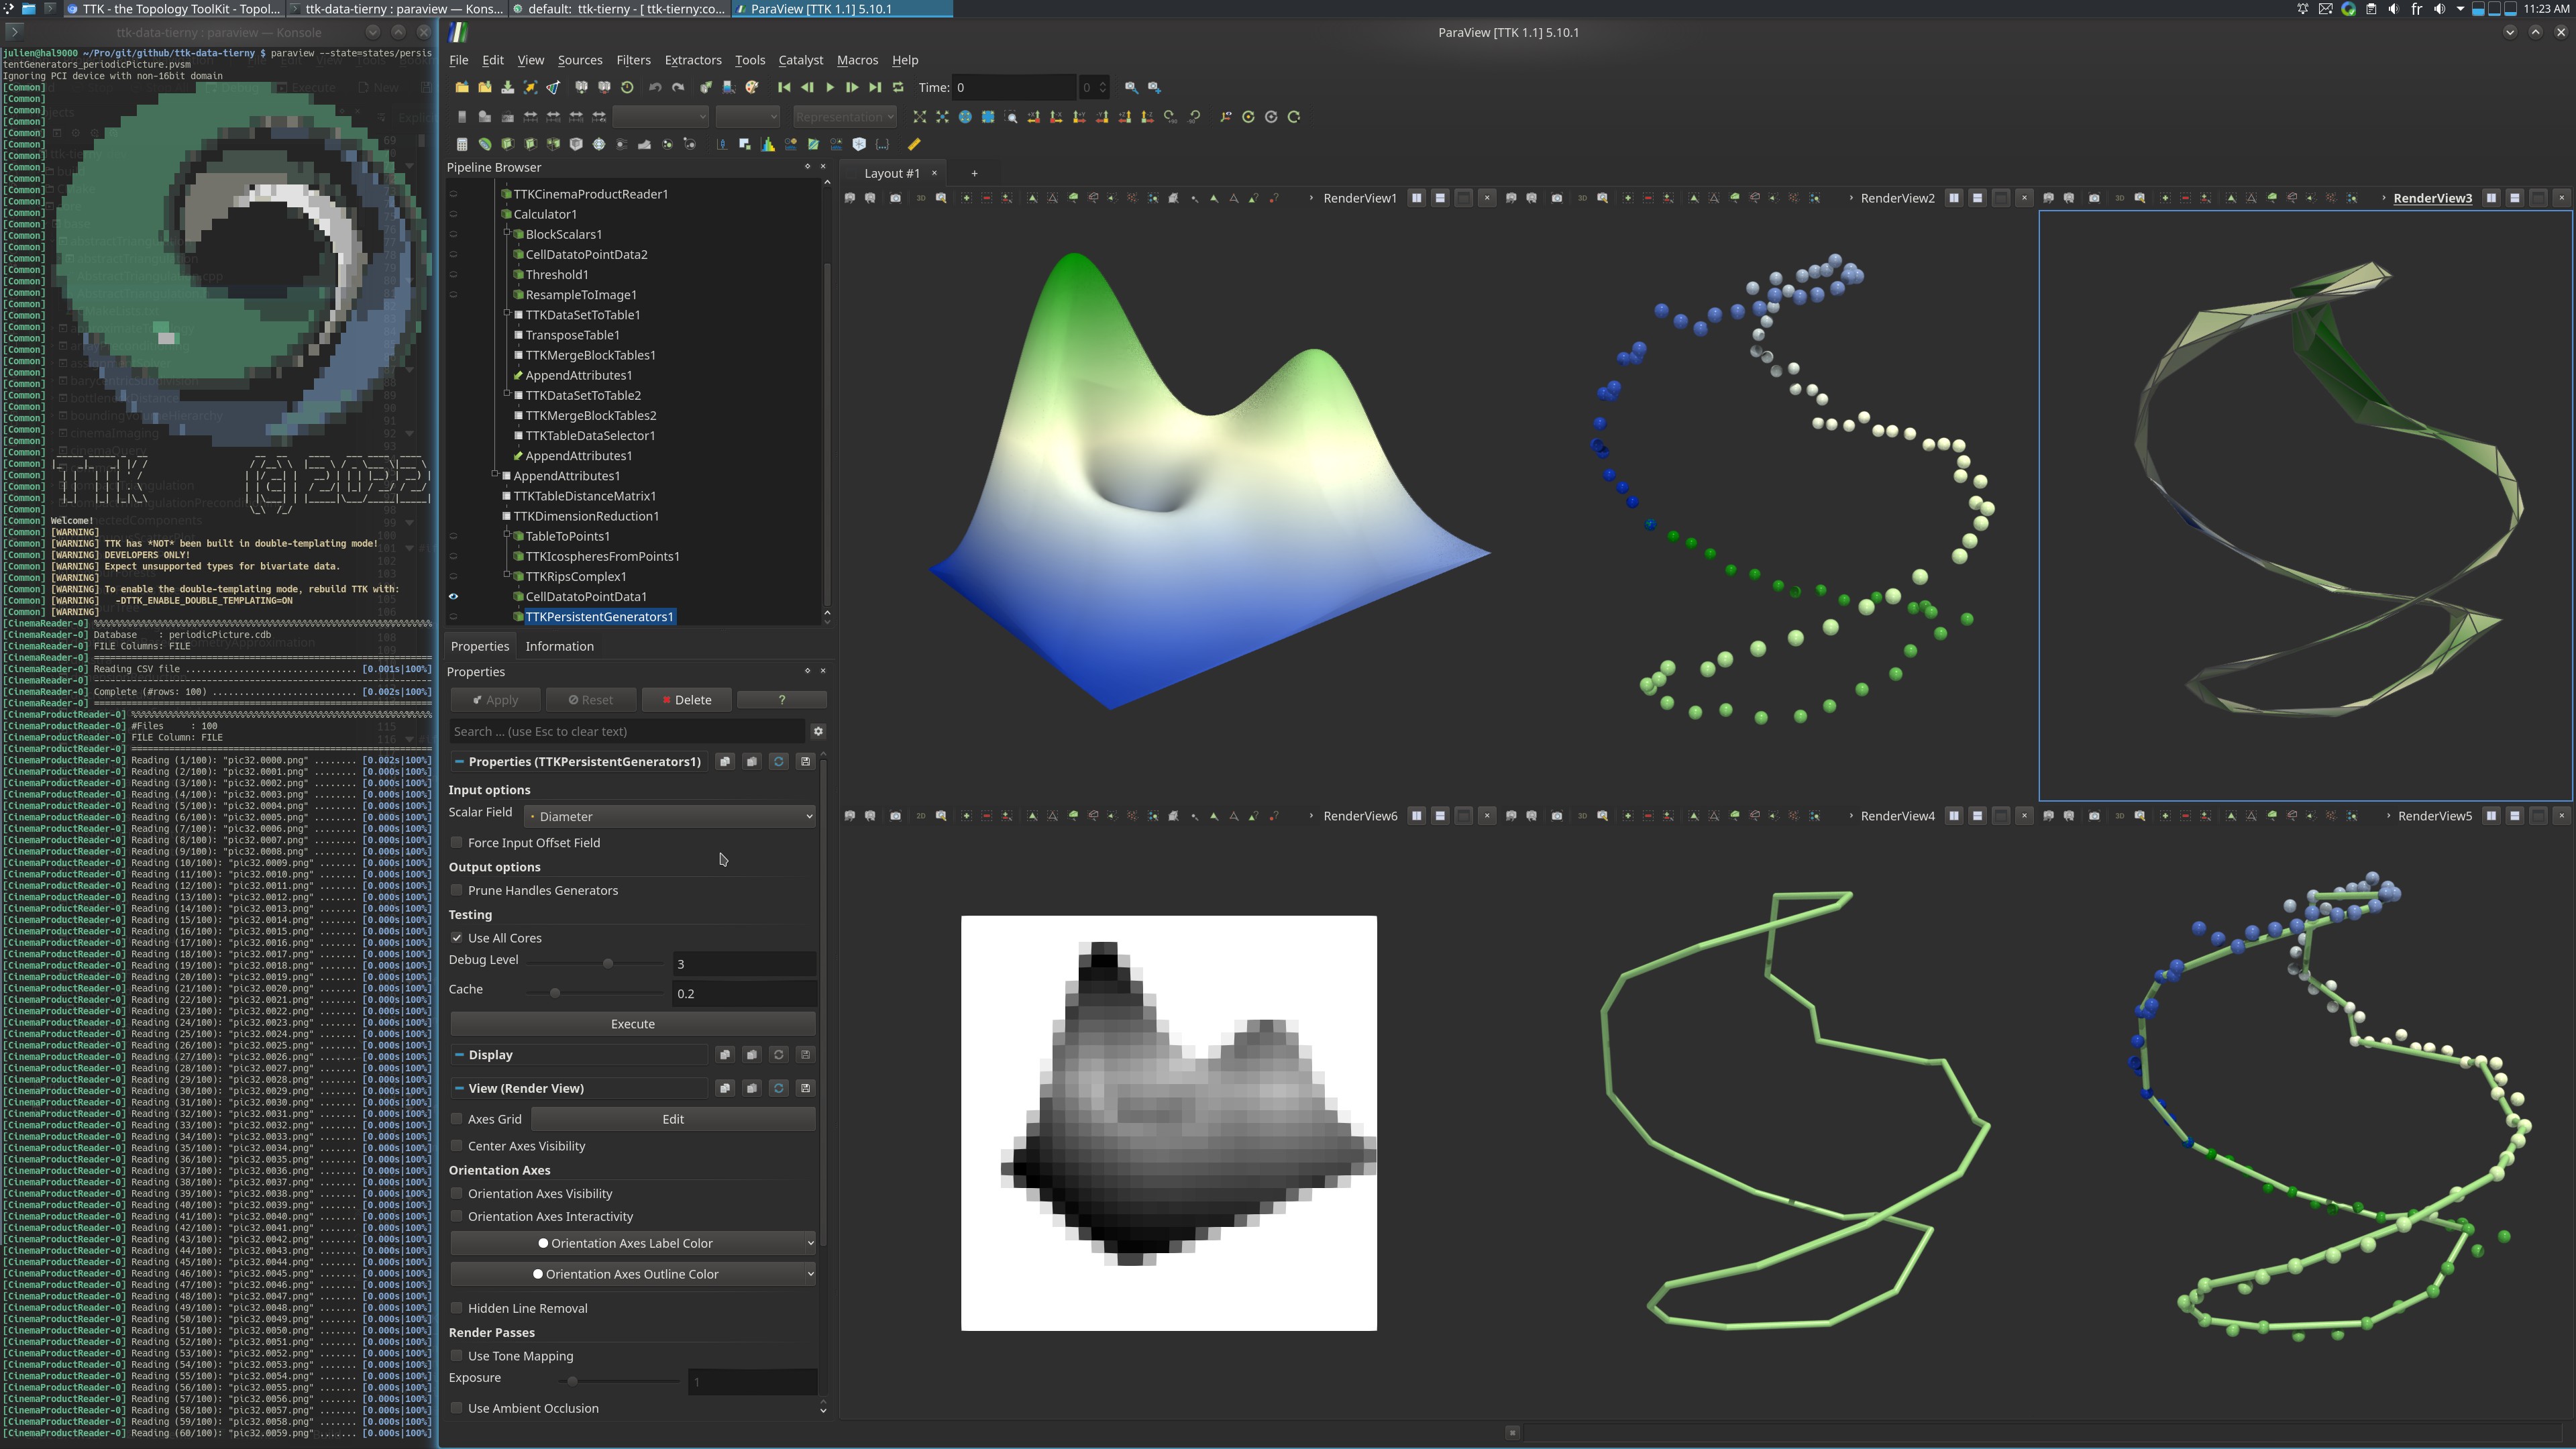 TTK - the Topology ToolKit - Topol...
ttk-data-tierny : paraview — Kons...
default: ttk-tierny - [ ttk-tierny:co...
ParaView [TTK 1.1] 5.10.1
fr
11:23 AM
ttk-data-tierny : paraview — Konsole
julien@hal9000 ~/Pro/git/github/ttk-data-tierny $ paraview --state=states/persis
tentGenerators_periodicPicture.pvsm
Ignoring PCI device with non-16bit domain
[Common] Welcome!
[Common] [WARNING]
[Common] [WARNING] TTK has *NOT* been built in double-templating mode!
[Common] [WARNING] DEVELOPERS ONLY!
[Common] [WARNING] Expect unsupported types for bivariate data.
[Common] [WARNING]
[Common] [WARNING] To enable the double-templating mode, rebuild TTK with:
[Common] [WARNING]   -DTTK_ENABLE_DOUBLE_TEMPLATING=ON
[Common] [WARNING]
[CinemaReader-0] Database    : periodicPicture.cdb
[CinemaReader-0] FILE Columns: FILE
[CinemaReader-0] Reading CSV file ............................. [0.001s|100%]
[CinemaReader-0] Complete (#rows: 100) ......................... [0.002s|100%]
[CinemaProductReader-0] #Files     : 100
[CinemaProductReader-0] FILE Column: FILE
[CinemaProductReader-0] Reading (1/100): "pic32.0000.png" ........ [0.002s|100%]
[CinemaProductReader-0] Reading (2/100): "pic32.0001.png" ........ [0.000s|100%]
[CinemaProductReader-0] Reading (3/100): "pic32.0002.png" ........ [0.000s|100%]
[CinemaProductReader-0] Reading (4/100): "pic32.0003.png" ........ [0.000s|100%]
[CinemaProductReader-0] Reading (5/100): "pic32.0004.png" ........ [0.000s|100%]
[CinemaProductReader-0] Reading (6/100): "pic32.0005.png" ........ [0.000s|100%]
[CinemaProductReader-0] Reading (7/100): "pic32.0006.png" ........ [0.000s|100%]
[CinemaProductReader-0] Reading (8/100): "pic32.0007.png" ........ [0.000s|100%]
[CinemaProductReader-0] Reading (9/100): "pic32.0008.png" ........ [0.000s|100%]
[CinemaProductReader-0] Reading (10/100): "pic32.0009.png" ....... [0.000s|100%]
[CinemaProductReader-0] Reading (11/100): "pic32.0010.png" ....... [0.000s|100%]
[CinemaProductReader-0] Reading (12/100): "pic32.0011.png" ....... [0.000s|100%]
[CinemaProductReader-0] Reading (13/100): "pic32.0012.png" ....... [0.000s|100%]
[CinemaProductReader-0] Reading (14/100): "pic32.0013.png" ....... [0.000s|100%]
[CinemaProductReader-0] Reading (15/100): "pic32.0014.png" ....... [0.000s|100%]
[CinemaProductReader-0] Reading (16/100): "pic32.0015.png" ....... [0.000s|100%]
[CinemaProductReader-0] Reading (17/100): "pic32.0016.png" ....... [0.000s|100%]
[CinemaProductReader-0] Reading (18/100): "pic32.0017.png" ....... [0.000s|100%]
[CinemaProductReader-0] Reading (19/100): "pic32.0018.png" ....... [0.000s|100%]
[CinemaProductReader-0] Reading (20/100): "pic32.0019.png" ....... [0.000s|100%]
[CinemaProductReader-0] Reading (21/100): "pic32.0020.png" ....... [0.000s|100%]
[CinemaProductReader-0] Reading (22/100): "pic32.0021.png" ....... [0.000s|100%]
[CinemaProductReader-0] Reading (23/100): "pic32.0022.png" ....... [0.000s|100%]
[CinemaProductReader-0] Reading (24/100): "pic32.0023.png" ....... [0.000s|100%]
[CinemaProductReader-0] Reading (25/100): "pic32.0024.png" ....... [0.000s|100%]
[CinemaProductReader-0] Reading (26/100): "pic32.0025.png" ....... [0.000s|100%]
[CinemaProductReader-0] Reading (27/100): "pic32.0026.png" ....... [0.000s|100%]
[CinemaProductReader-0] Reading (28/100): "pic32.0027.png" ....... [0.000s|100%]
[CinemaProductReader-0] Reading (29/100): "pic32.0028.png" ....... [0.000s|100%]
[CinemaProductReader-0] Reading (30/100): "pic32.0029.png" ....... [0.000s|100%]
[CinemaProductReader-0] Reading (31/100): "pic32.0030.png" ....... [0.000s|100%]
[CinemaProductReader-0] Reading (32/100): "pic32.0031.png" ....... [0.000s|100%]
[CinemaProductReader-0] Reading (33/100): "pic32.0032.png" ....... [0.000s|100%]
[CinemaProductReader-0] Reading (34/100): "pic32.0033.png" ....... [0.000s|100%]
[CinemaProductReader-0] Reading (35/100): "pic32.0034.png" ....... [0.000s|100%]
[CinemaProductReader-0] Reading (36/100): "pic32.0035.png" ....... [0.000s|100%]
[CinemaProductReader-0] Reading (37/100): "pic32.0036.png" ....... [0.000s|100%]
[CinemaProductReader-0] Reading (38/100): "pic32.0037.png" ....... [0.000s|100%]
[CinemaProductReader-0] Reading (39/100): "pic32.0038.png" ....... [0.000s|100%]
[CinemaProductReader-0] Reading (40/100): "pic32.0039.png" ....... [0.000s|100%]
[CinemaProductReader-0] Reading (41/100): "pic32.0040.png" ....... [0.000s|100%]
[CinemaProductReader-0] Reading (42/100): "pic32.0041.png" ....... [0.000s|100%]
[CinemaProductReader-0] Reading (43/100): "pic32.0042.png" ....... [0.000s|100%]
[CinemaProductReader-0] Reading (44/100): "pic32.0043.png" ....... [0.000s|100%]
[CinemaProductReader-0] Reading (45/100): "pic32.0044.png" ....... [0.000s|100%]
[CinemaProductReader-0] Reading (46/100): "pic32.0045.png" ....... [0.000s|100%]
[CinemaProductReader-0] Reading (47/100): "pic32.0046.png" ....... [0.000s|100%]
[CinemaProductReader-0] Reading (48/100): "pic32.0047.png" ....... [0.000s|100%]
[CinemaProductReader-0] Reading (49/100): "pic32.0048.png" ....... [0.000s|100%]
[CinemaProductReader-0] Reading (50/100): "pic32.0049.png" ....... [0.000s|100%]
[CinemaProductReader-0] Reading (51/100): "pic32.0050.png" ....... [0.000s|100%]
[CinemaProductReader-0] Reading (52/100): "pic32.0051.png" ....... [0.000s|100%]
[CinemaProductReader-0] Reading (53/100): "pic32.0052.png" ....... [0.000s|100%]
[CinemaProductReader-0] Reading (54/100): "pic32.0053.png" ....... [0.000s|100%]
[CinemaProductReader-0] Reading (55/100): "pic32.0054.png" ....... [0.000s|100%]
[CinemaProductReader-0] Reading (56/100): "pic32.0055.png" ....... [0.000s|100%]
[CinemaProductReader-0] Reading (57/100): "pic32.0056.png" ....... [0.000s|100%]
[CinemaProductReader-0] Reading (58/100): "pic32.0057.png" ....... [0.000s|100%]
[CinemaProductReader-0] Reading (59/100): "pic32.0058.png" ....... [0.000s|100%]
[CinemaProductReader-0] Reading (60/100): "pic32.0059.png" ....... [0.000s|100%]
ParaView [TTK 1.1] 5.10.1
File Edit View Sources Filters Extractors Tools Catalyst Macros Help
Time: 0
0
Representation
Pipeline Browser
TTKCinemaProductReader1
Calculator1
BlockScalars1
CellDatatoPointData2
Threshold1
ResampleToImage1
TTKDataSetToTable1
TransposeTable1
TTKMergeBlockTables1
AppendAttributes1
TTKDataSetToTable2
TTKMergeBlockTables2
TTKTableDataSelector1
AppendAttributes1
AppendAttributes1
TTKTableDistanceMatrix1
TTKDimensionReduction1
TableToPoints1
TTKIcospheresFromPoints1
TTKRipsComplex1
CellDatatoPointData1
TTKPersistentGenerators1
Properties Information
Properties
Apply Reset Delete ?
Search ... (use Esc to clear text)
Properties (TTKPersistentGenerators1)
Input options
Scalar Field Diameter
Force Input Offset Field
Output options
Prune Handles Generators
Testing
Use All Cores
Debug Level 3
Cache 0.2
Execute
Display
View (Render View)
Axes Grid Edit
Center Axes Visibility
Orientation Axes
Orientation Axes Visibility
Orientation Axes Interactivity
Orientation Axes Label Color
Orientation Axes Outline Color
Hidden Line Removal
Render Passes
Use Tone Mapping
Exposure 1
Use Ambient Occlusion
Layout #1 +
3D RenderView1
3D RenderView2
3D RenderView3
2D RenderView6
3D RenderView4
3D RenderView5